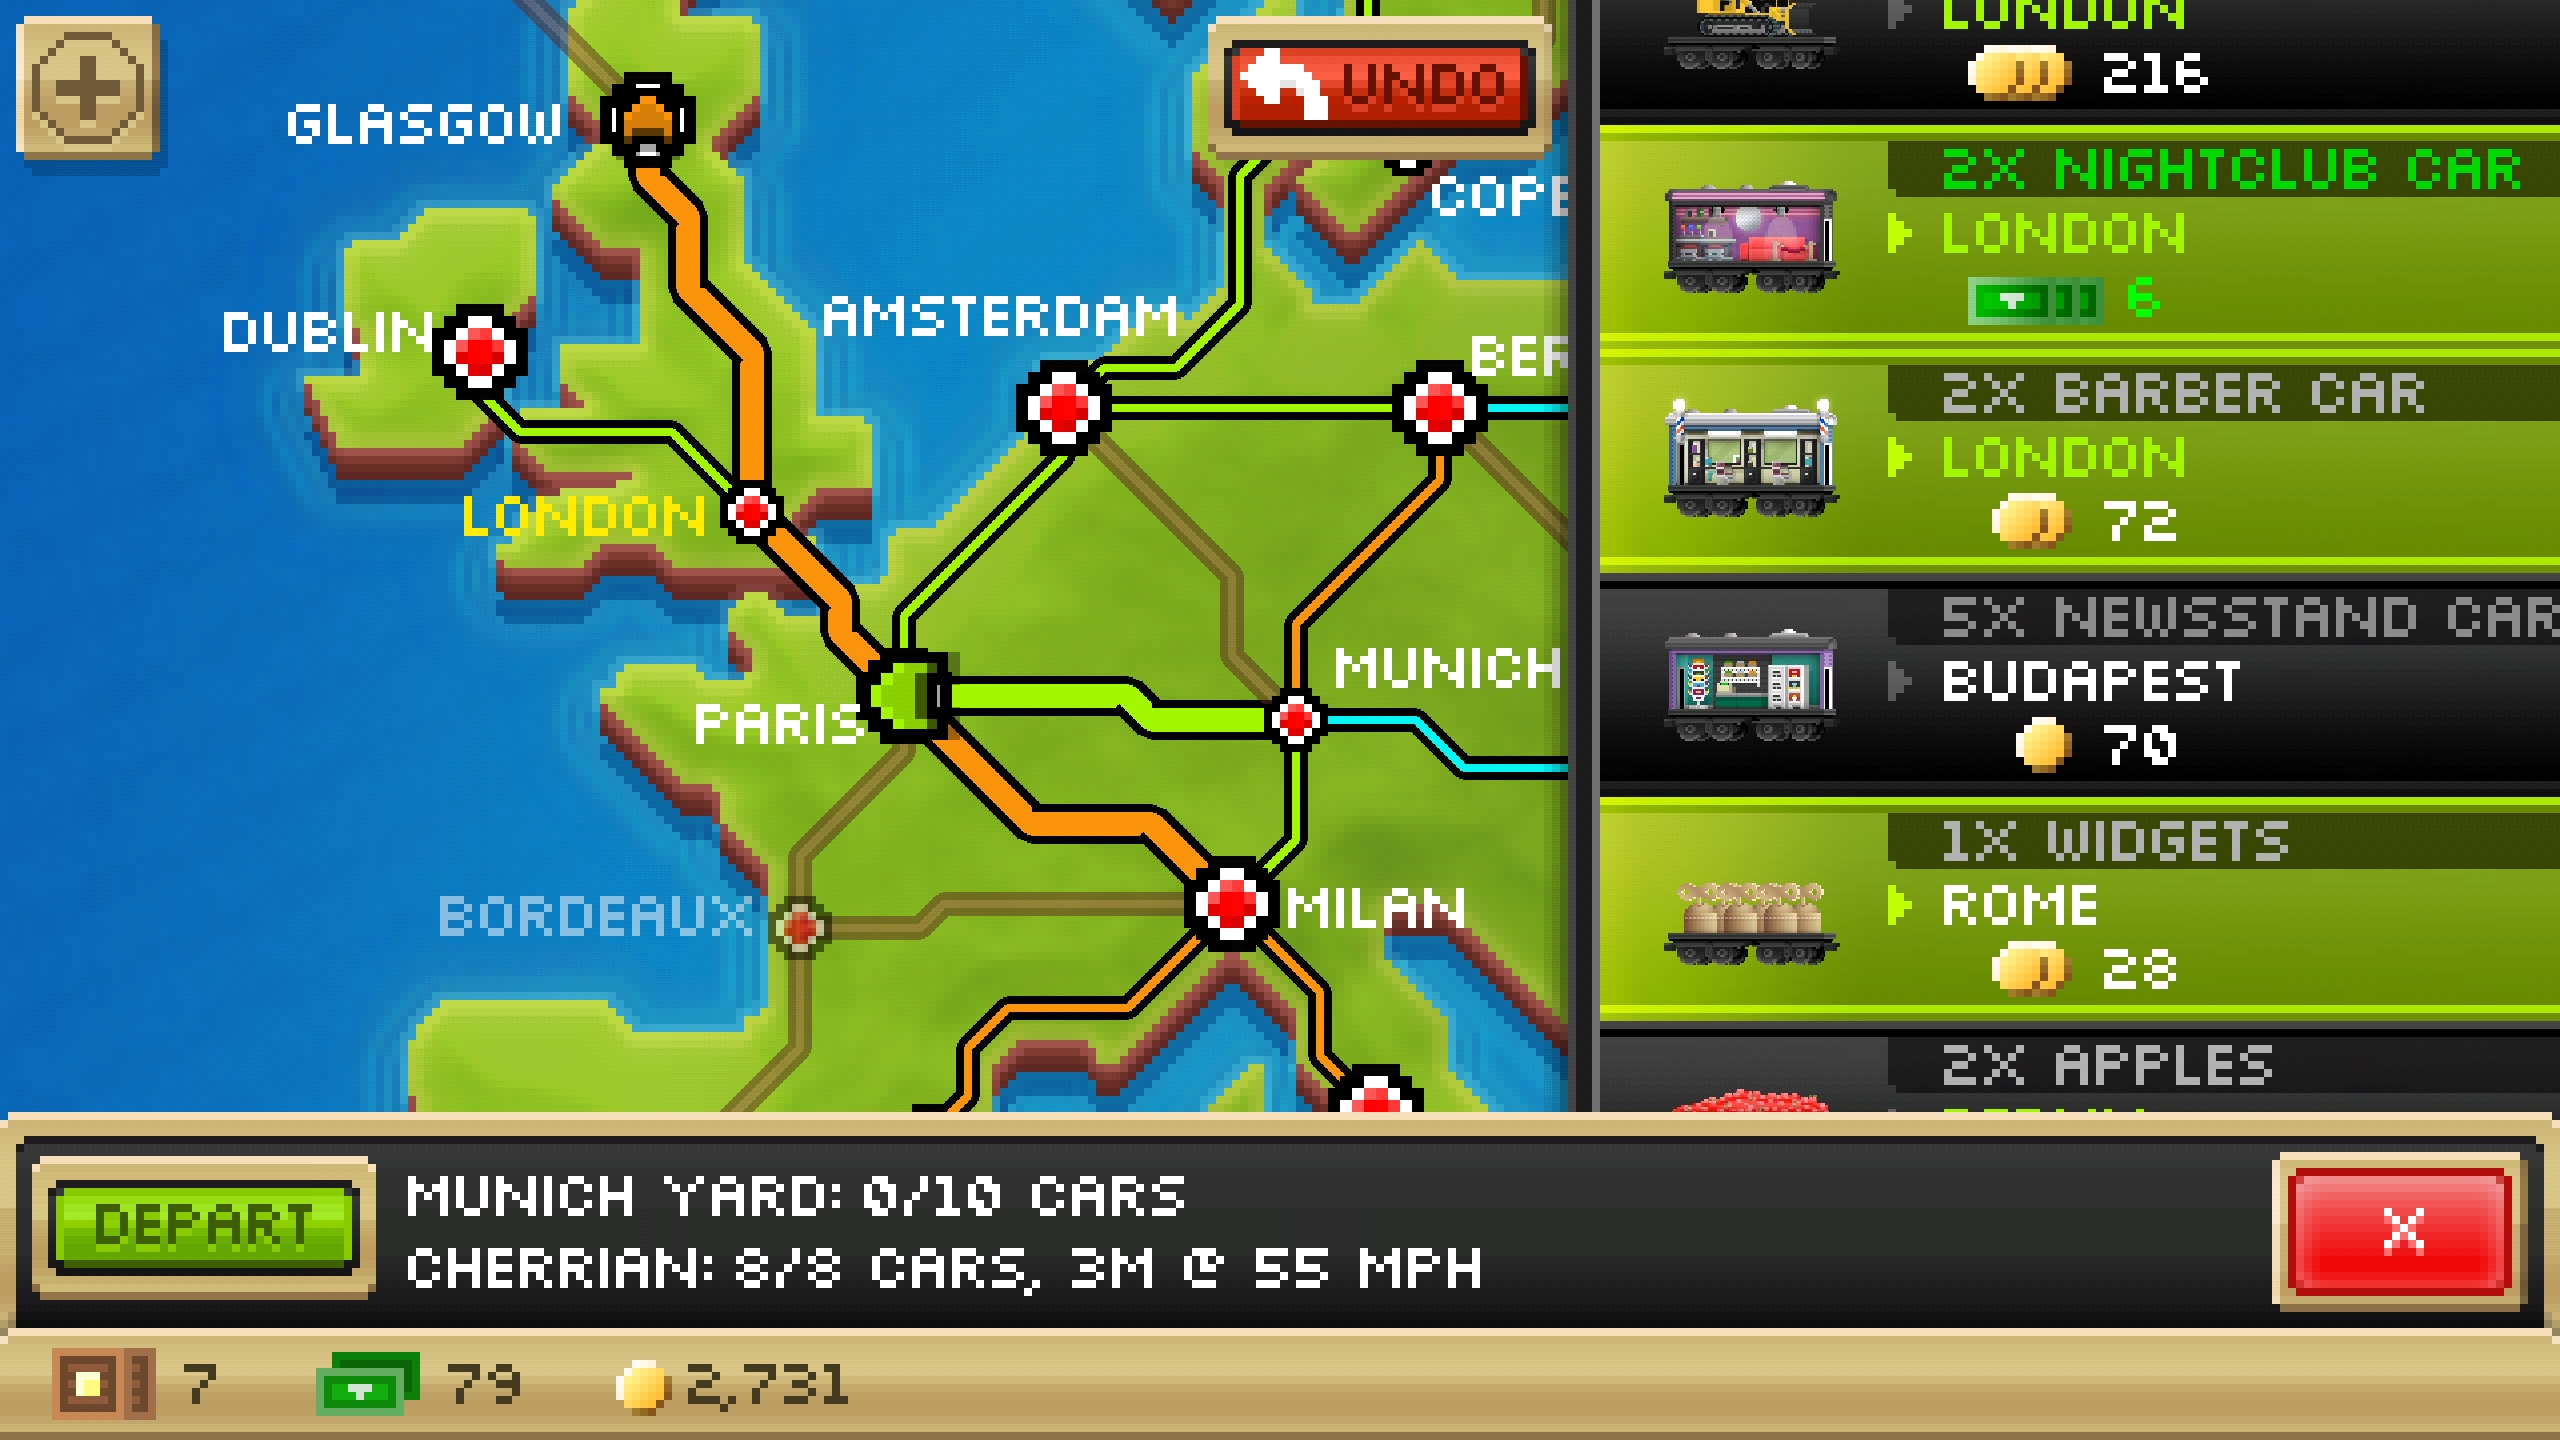 GLASGOW
DUBLIN
LONDON
AMSTERDAM
COPE
BER
MUNICH
PARIS
BORDEAUX
MILAN
UNDO
LONDON
216
2X NIGHTCLUB CAR
LONDON
6
2X BARBER CAR
LONDON
72
5X NEWSSTAND CAR
BUDAPEST
70
1X WIDGETS
ROME
28
2X APPLES
DEPART
MUNICH YARD: 0/10 CARS
CHERRIAN: 8/8 CARS, 3M @ 55 MPH
X
7
79
2,731